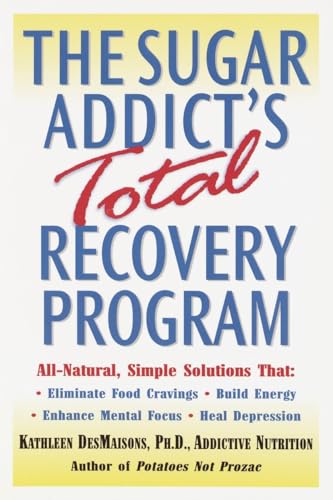 THE SUGAR
ADDICT'S
Total
RECOVERY
PROGRAM
All-Natural, Simple Solutions That:
• Eliminate Food Cravings • Build Energy
• Enhance Mental Focus • Heal Depression
KATHLEEN DESMAISONS, PH.D., ADDICTIVE NUTRITION
Author of Potatoes Not Prozac